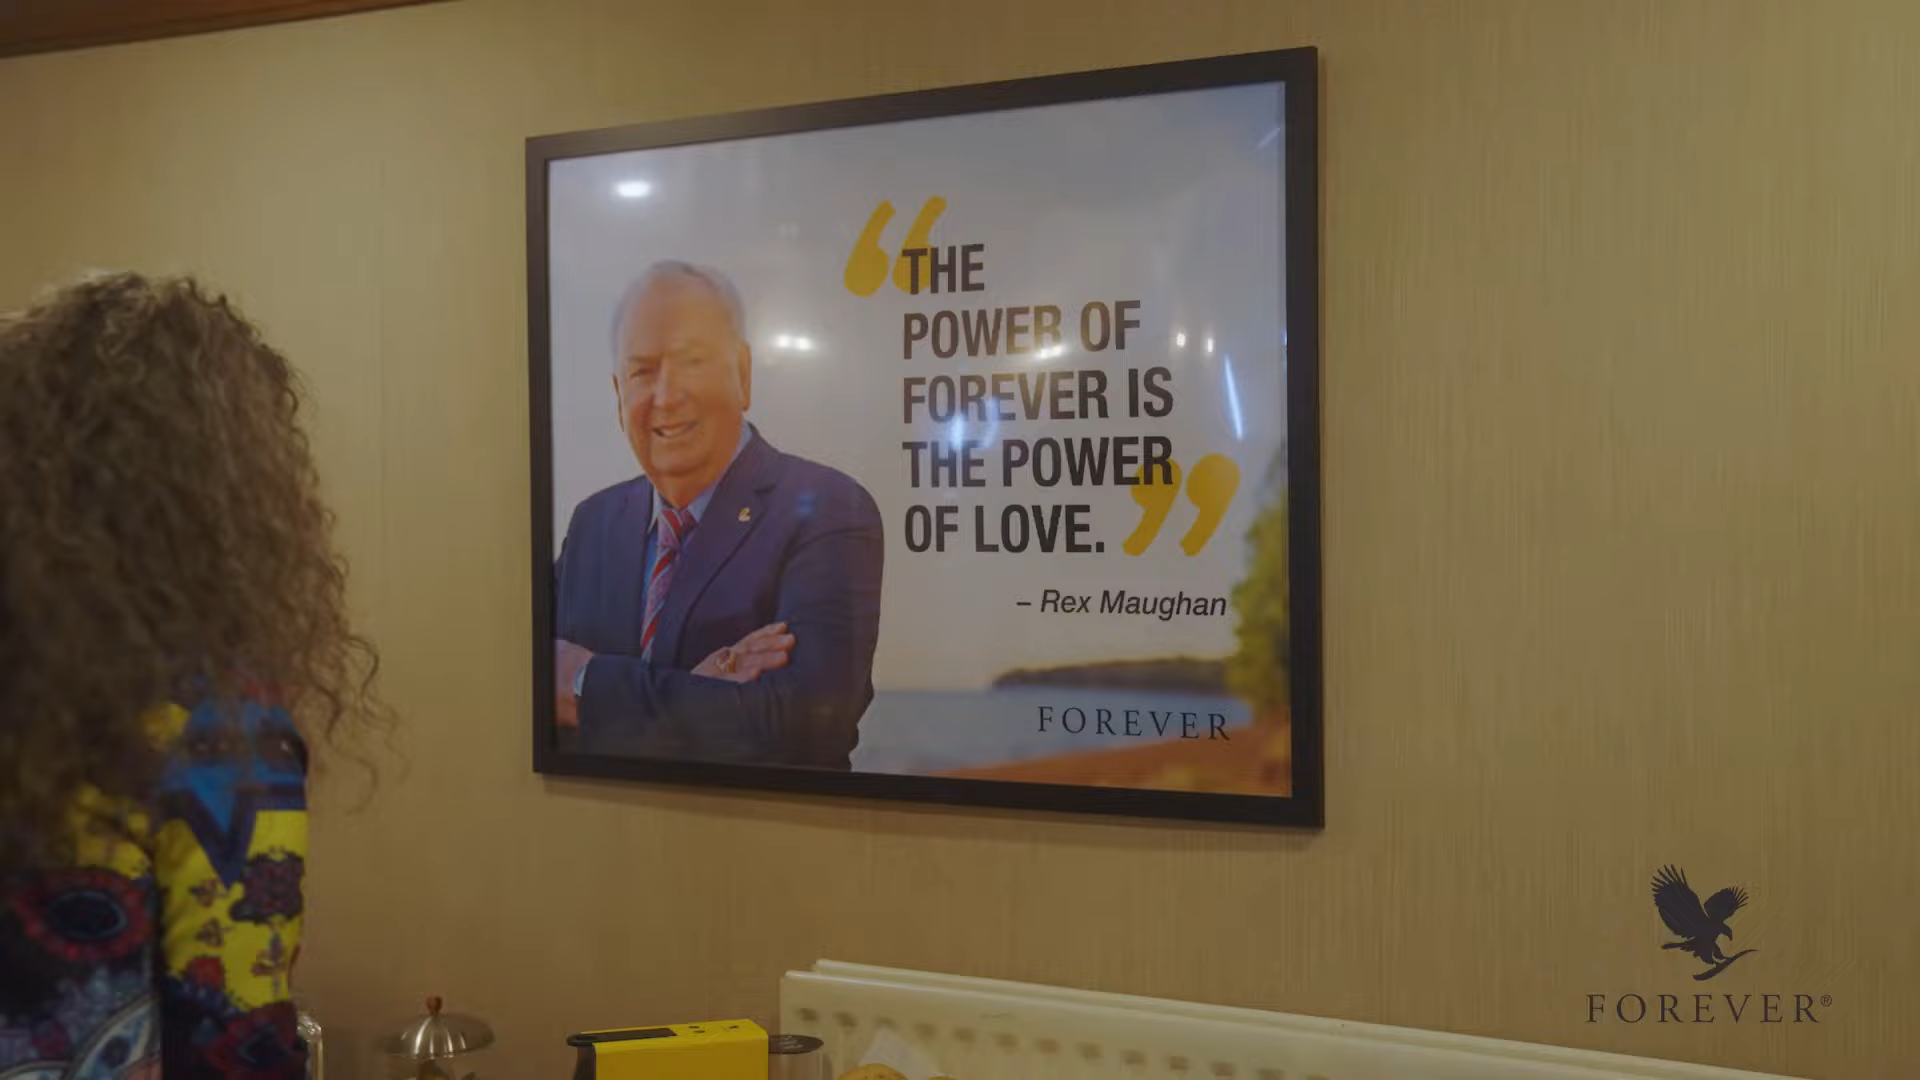 “THE
POWER OF
FOREVER IS
THE POWER
OF LOVE.”
– Rex Maughan
FOREVER
FOREVER®